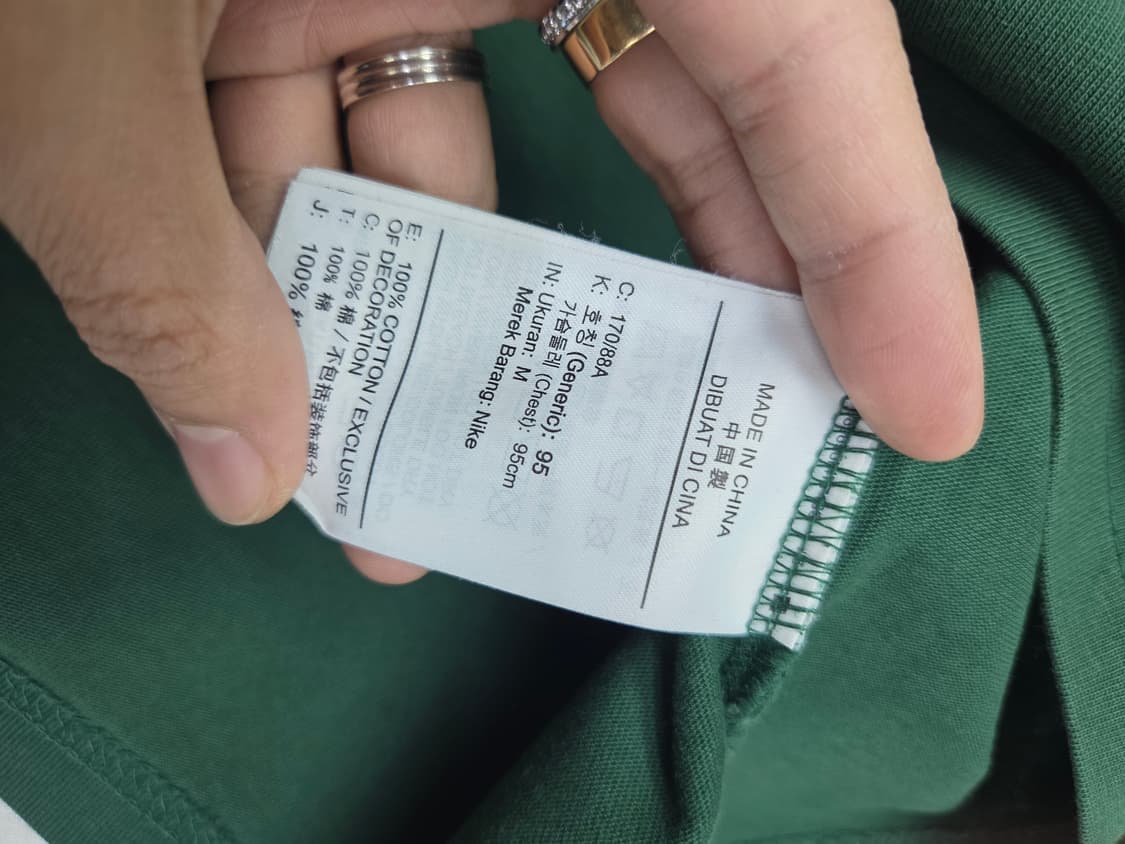 MADE IN CHINA
中国製
DIBUAT DI CINA
C: 170/88A
K: 호칭 (Generic): 95
가슴둘레 (Chest): 95cm
IN: Ukuran: M
Merek Barang: Nike
E: 100% COTTON / EXCLUSIVE
OF DECORATION
C: 100% 棉 / 不包括装饰部分
T: 100% 棉
J: 100%